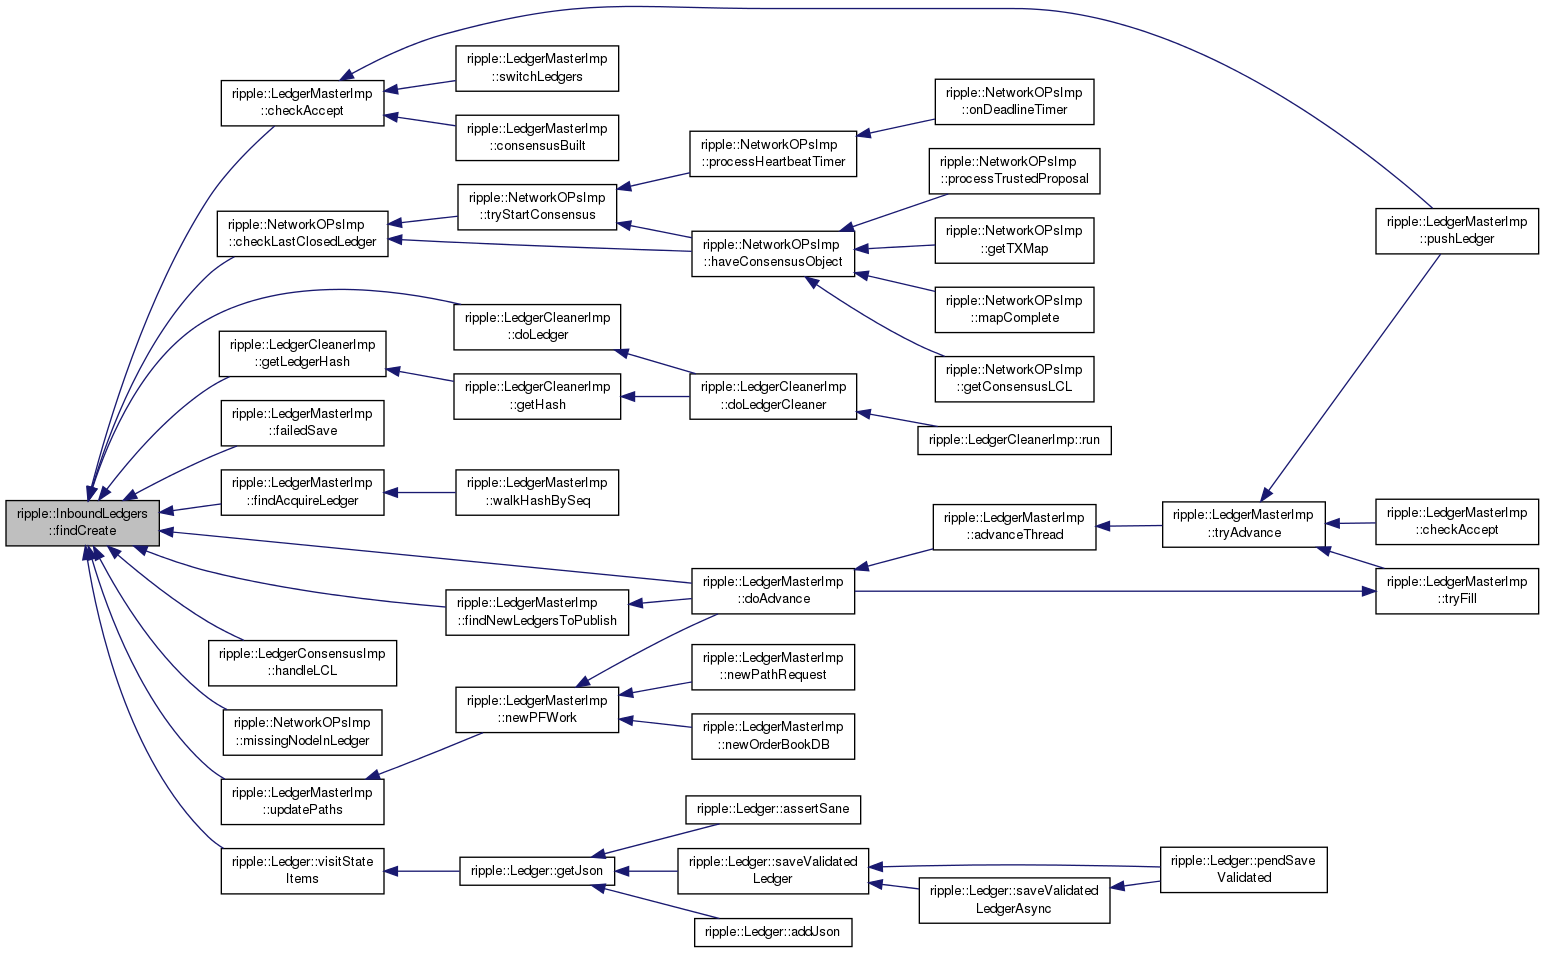 ripple::InboundLedgers
::findCreate
ripple::LedgerMasterImp
::checkAccept
ripple::NetworkOPsImp
::checkLastClosedLedger
ripple::LedgerCleanerImp
::getLedgerHash
ripple::LedgerMasterImp
::failedSave
ripple::LedgerMasterImp
::findAcquireLedger
ripple::LedgerConsensusImp
::handleLCL
ripple::NetworkOPsImp
::missingNodeInLedger
ripple::LedgerMasterImp
::updatePaths
ripple::Ledger::visitState
Items
ripple::LedgerMasterImp
::switchLedgers
ripple::LedgerMasterImp
::consensusBuilt
ripple::NetworkOPsImp
::tryStartConsensus
ripple::LedgerCleanerImp
::doLedger
ripple::LedgerCleanerImp
::getHash
ripple::LedgerMasterImp
::walkHashBySeq
ripple::LedgerMasterImp
::findNewLedgersToPublish
ripple::LedgerMasterImp
::newPFWork
ripple::Ledger::getJson
ripple::NetworkOPsImp
::processHeartbeatTimer
ripple::NetworkOPsImp
::haveConsensusObject
ripple::LedgerCleanerImp
::doLedgerCleaner
ripple::LedgerMasterImp
::doAdvance
ripple::LedgerMasterImp
::newPathRequest
ripple::LedgerMasterImp
::newOrderBookDB
ripple::Ledger::assertSane
ripple::Ledger::saveValidated
Ledger
ripple::Ledger::addJson
ripple::NetworkOPsImp
::onDeadlineTimer
ripple::NetworkOPsImp
::processTrustedProposal
ripple::NetworkOPsImp
::getTXMap
ripple::NetworkOPsImp
::mapComplete
ripple::NetworkOPsImp
::getConsensusLCL
ripple::LedgerCleanerImp::run
ripple::LedgerMasterImp
::advanceThread
ripple::Ledger::saveValidated
LedgerAsync
ripple::LedgerMasterImp
::tryAdvance
ripple::Ledger::pendSave
Validated
ripple::LedgerMasterImp
::pushLedger
ripple::LedgerMasterImp
::checkAccept
ripple::LedgerMasterImp
::tryFill